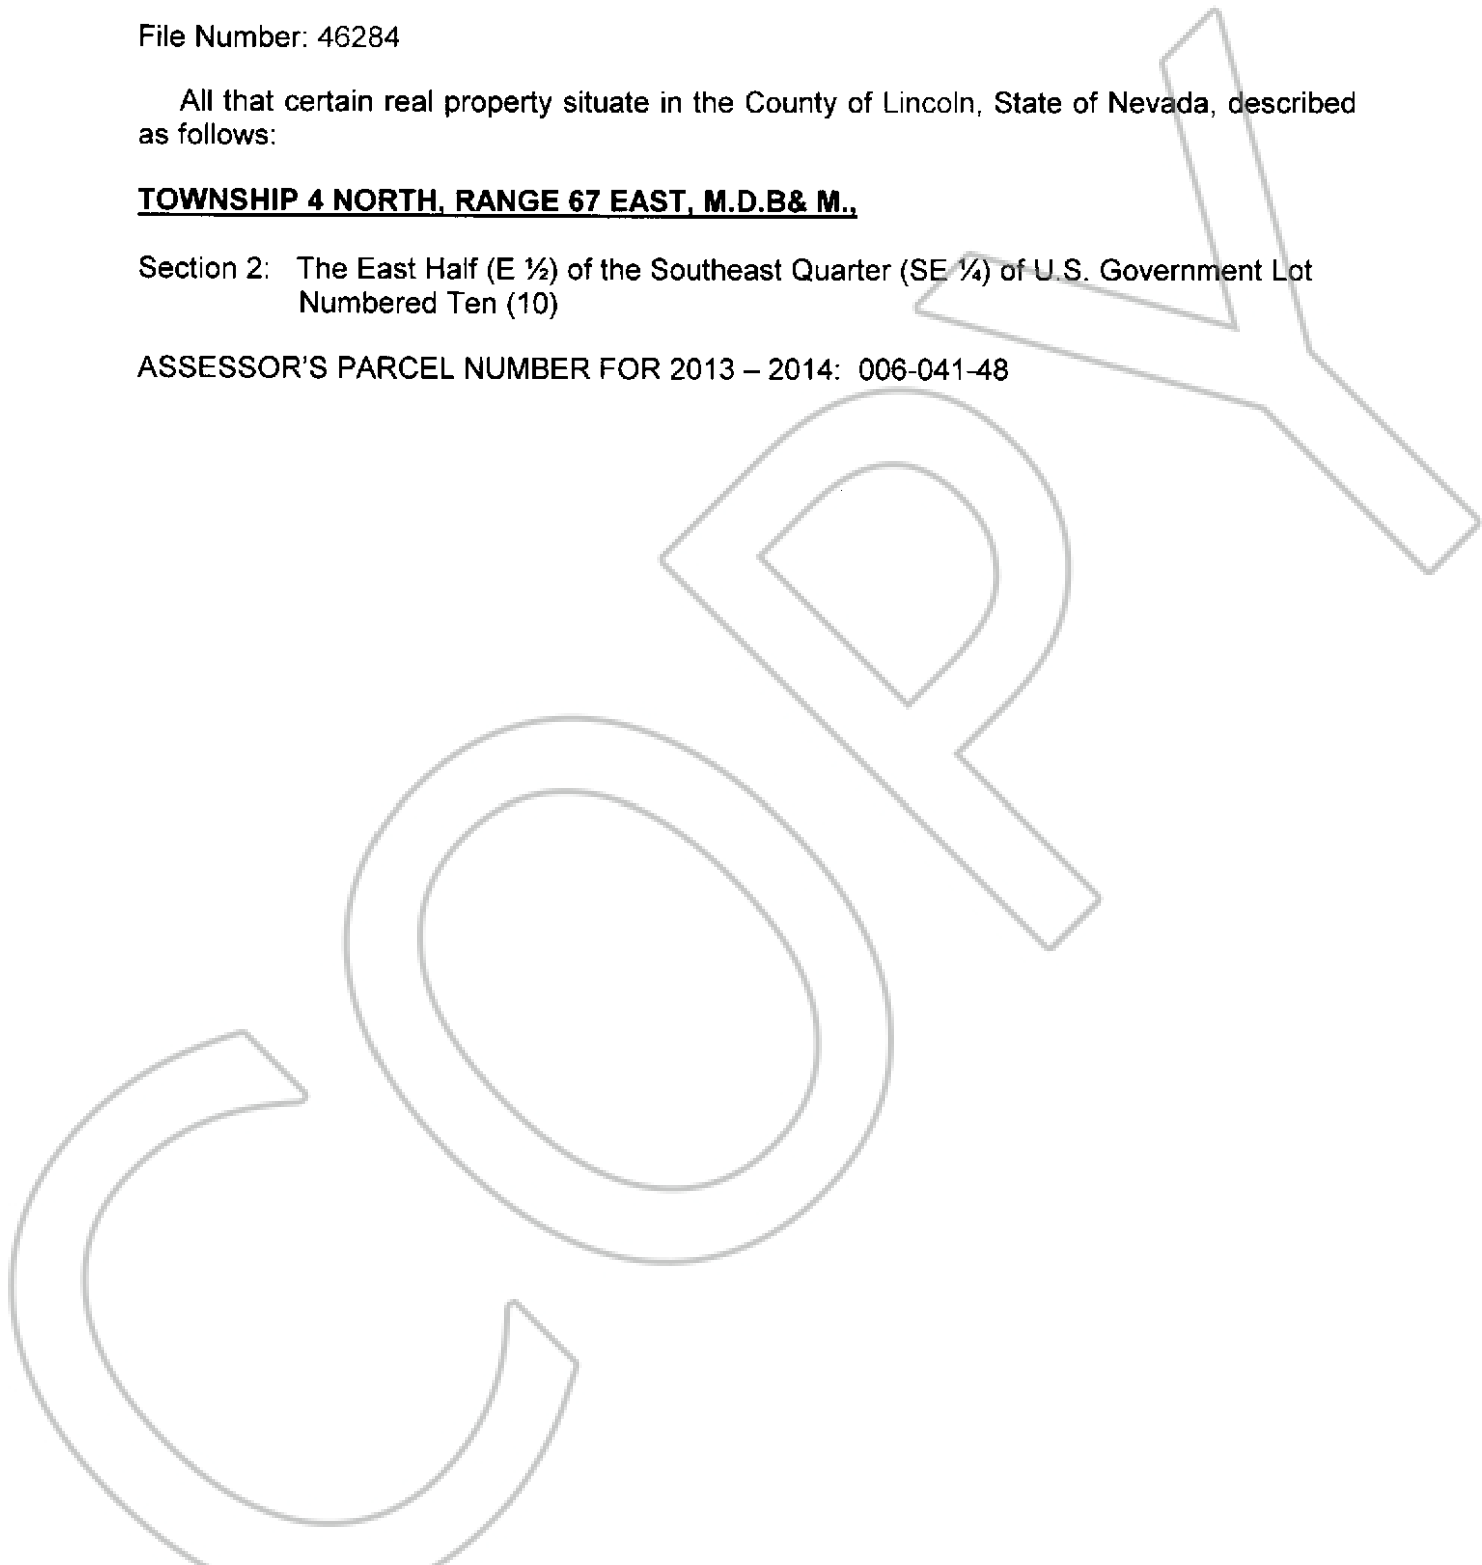 File Number: 46284
All that certain real property situate in the County of Lincoln, State of Nevada, described
as follows:
TOWNSHIP 4 NORTH, RANGE 67 EAST, M.D.B& M.,
Section 2: The East Half (E ½) of the Southeast Quarter (SE ¼) of U.S. Government Lot
Numbered Ten (10)
ASSESSOR'S PARCEL NUMBER FOR 2013 – 2014: 006-041-48
COPY